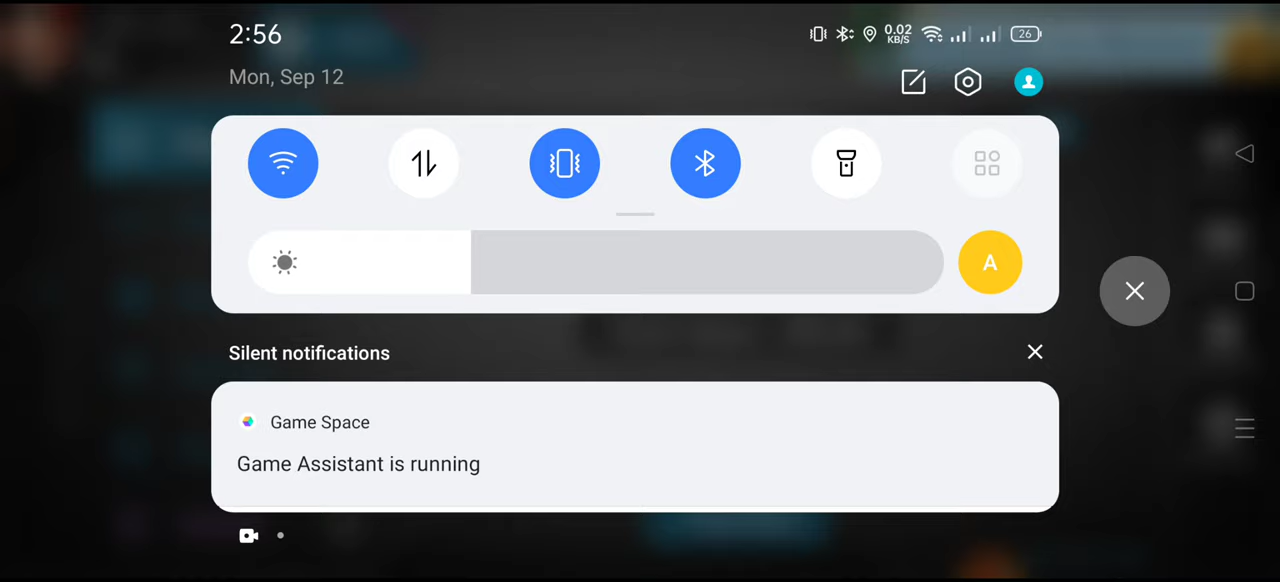 2:56
0.02
KB/S
26
Mon, Sep 12
A
Silent notifications
Game Space
Game Assistant is running